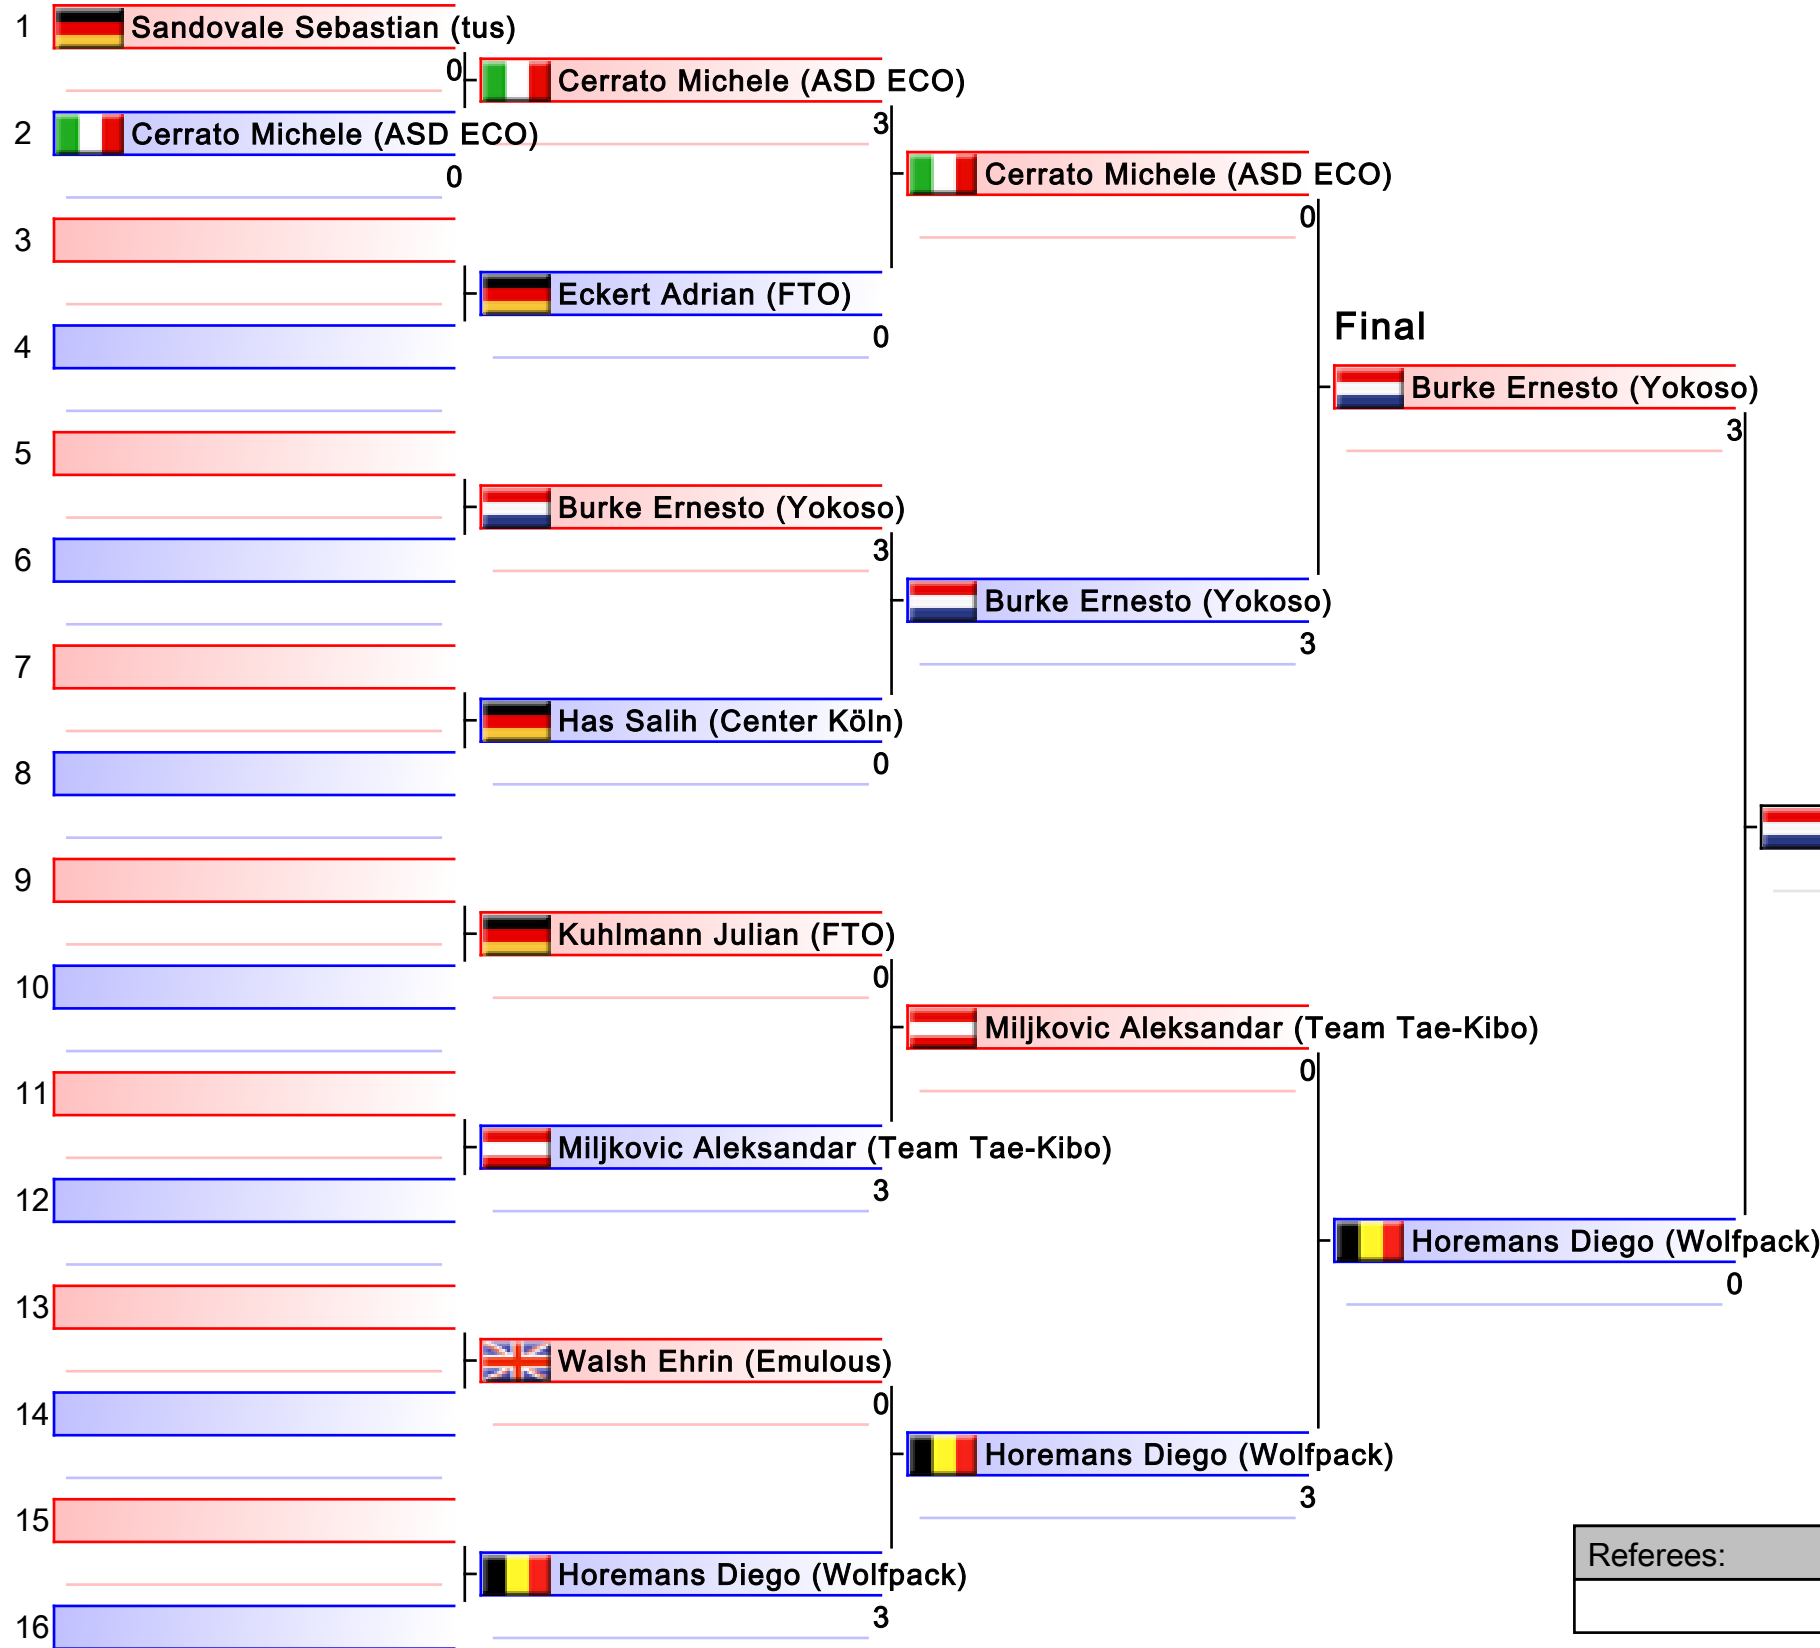 1 Sandovale Sebastian (tus)
0
Cerrato Michele (ASD ECO)
3
2 Cerrato Michele (ASD ECO)
0
Cerrato Michele (ASD ECO)
0
3
Eckert Adrian (FTO)
0
4
Final
Burke Ernesto (Yokoso)
3
5
Burke Ernesto (Yokoso)
3
6
Burke Ernesto (Yokoso)
3
7
Has Salih (Center Köln)
0
8
9
Kuhlmann Julian (FTO)
0
10
Miljkovic Aleksandar (Team Tae-Kibo)
0
11
Miljkovic Aleksandar (Team Tae-Kibo)
3
12
Horemans Diego (Wolfpack)
0
13
Walsh Ehrin (Emulous)
0
14
Horemans Diego (Wolfpack)
3
15
Horemans Diego (Wolfpack)
3
16
Referees: